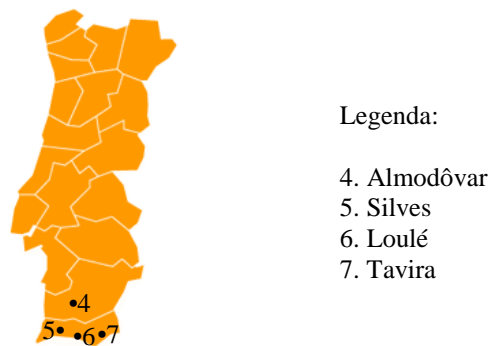 Legenda:
4. Almodôvar
5. Silves
6. Loulé
7. Tavira
4
5
6
7